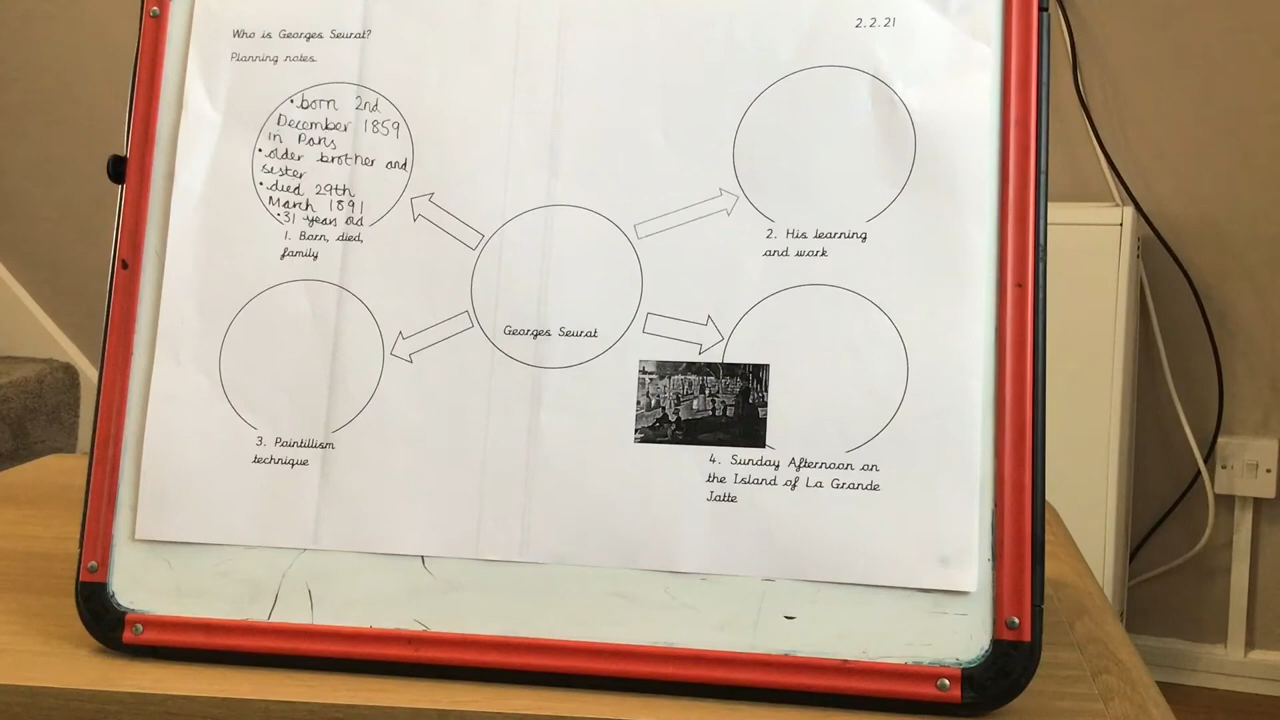 Who is Georges Seurat?
2.2.21
Planning notes.
• born 2nd
December 1859
in Paris
• older brother and
sister
• died 29th
March 1891
• 31 years old
1. Born, died,
family
2. His learning
and work
Georges Seurat
3. Pointillism
technique
4. Sunday Afternoon on
the Island of La Grande
Jatte